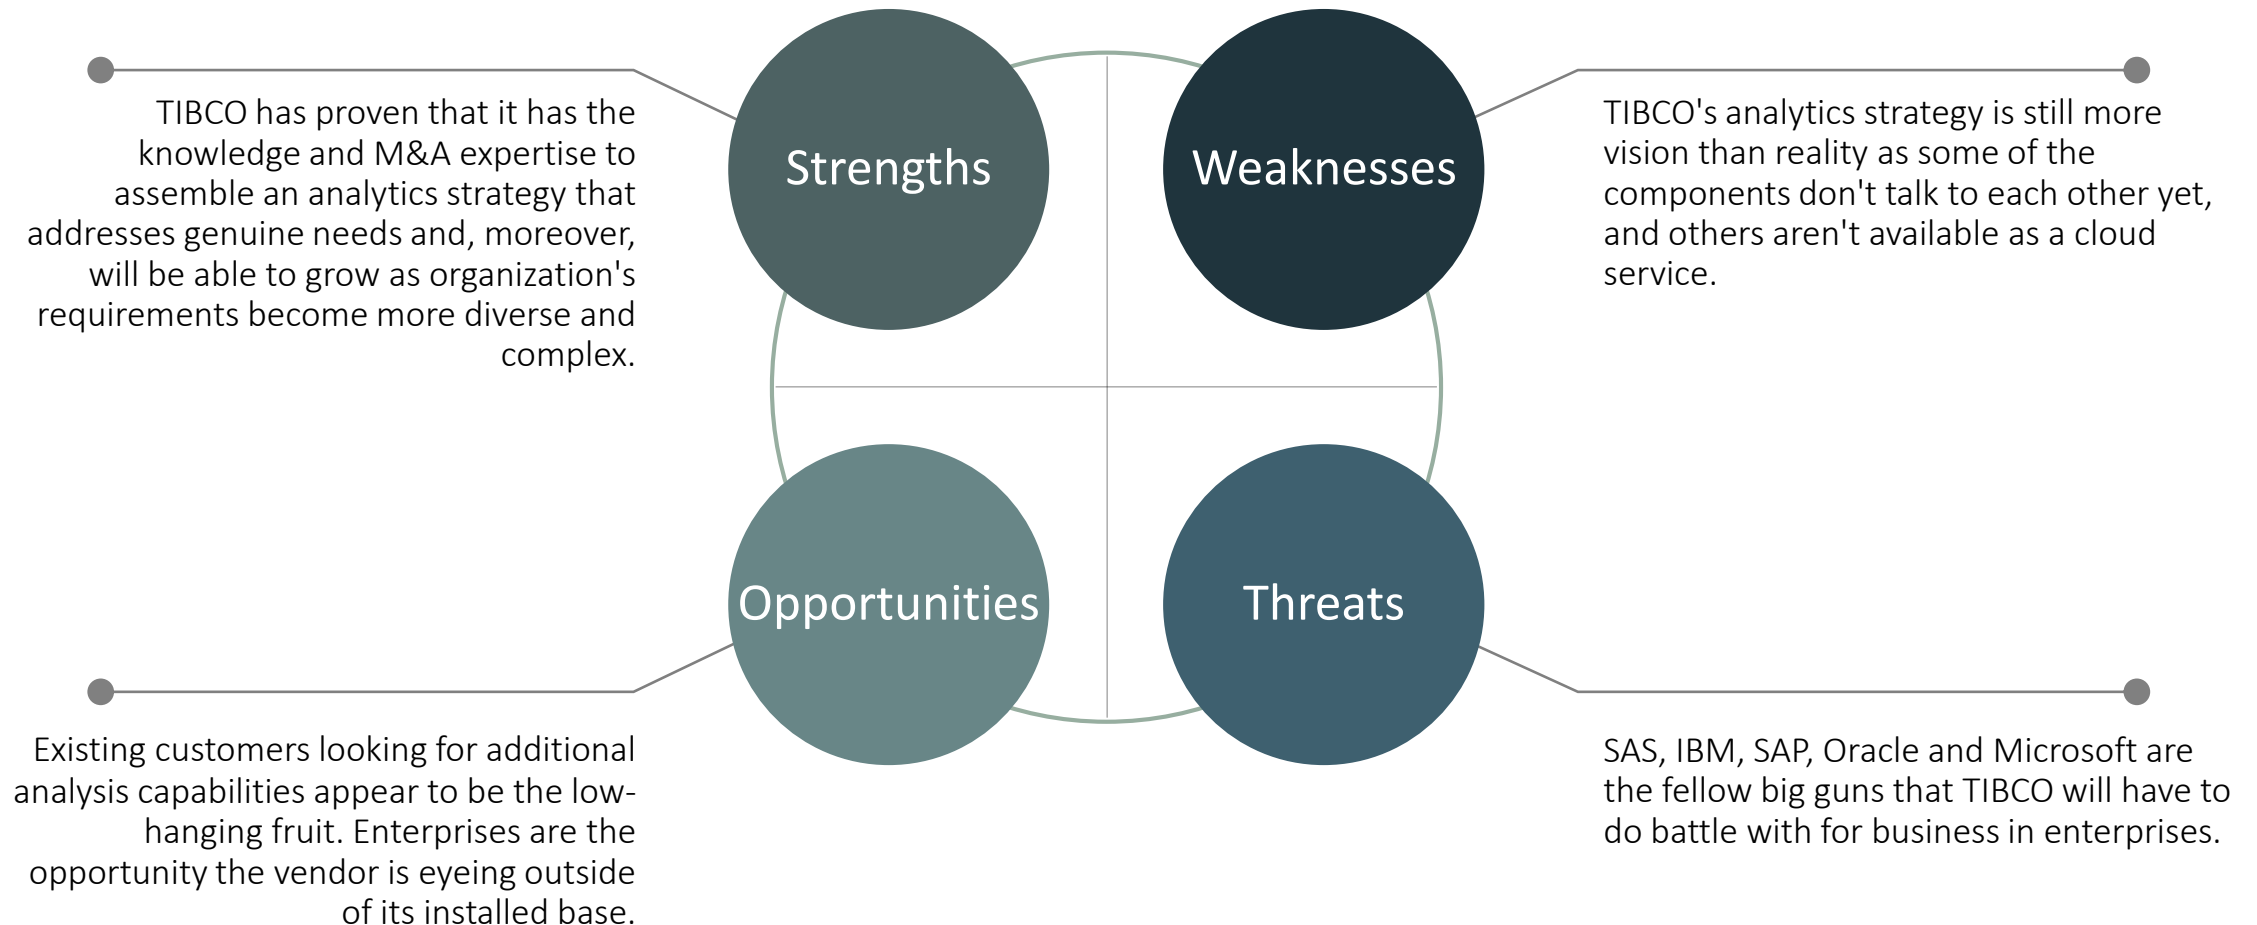 Strengths
TIBCO has proven that it has the
knowledge and M&A expertise to
assemble an analytics strategy that
addresses genuine needs and, moreover,
will be able to grow as organization's
requirements become more diverse and
complex.
Weaknesses
TIBCO's analytics strategy is still more
vision than reality as some of the
components don't talk to each other yet,
and others aren't available as a cloud
service.
Opportunities
Existing customers looking for additional
analysis capabilities appear to be the low-
hanging fruit. Enterprises are the
opportunity the vendor is eyeing outside
of its installed base.
Threats
SAS, IBM, SAP, Oracle and Microsoft are
the fellow big guns that TIBCO will have to
do battle with for business in enterprises.